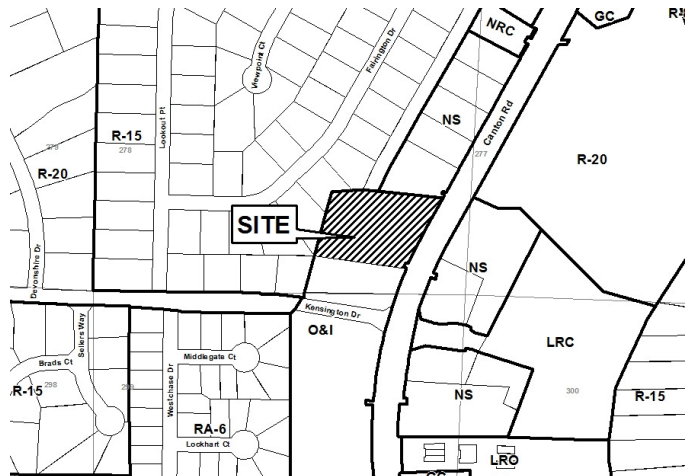 GC
R-
NRC
Viewpoint Ct
Fairington Dr
Canton Rd
NS
R-15
278
Lookout Pt
277
279
R-20
R-20
SITE
Devonshire Dr
NS
Kensington Dr
O&I
LRC
Sellers Way
Middlegate Ct
Brads Ct
R-15
298
Westchase Dr
NS
300
R-15
RA-6
Lockhart Ct
LRO